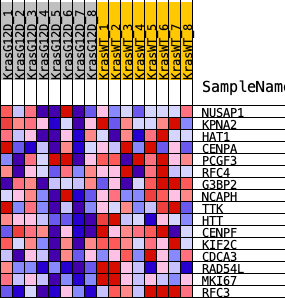 KrasG12D_1
KrasG12D_2
KrasG12D_3
KrasG12D_4
KrasG12D_5
KrasG12D_6
KrasG12D_7
KrasG12D_8
KrasWT_1
KrasWT_2
KrasWT_3
KrasWT_4
KrasWT_5
KrasWT_6
KrasWT_7
KrasWT_8
SampleName
NUSAP1
KPNA2
HAT1
CENPA
PCGF3
RFC4
G3BP2
NCAPH
TTK
HTT
CENPF
KIF2C
CDCA3
RAD54L
MKI67
RFC3